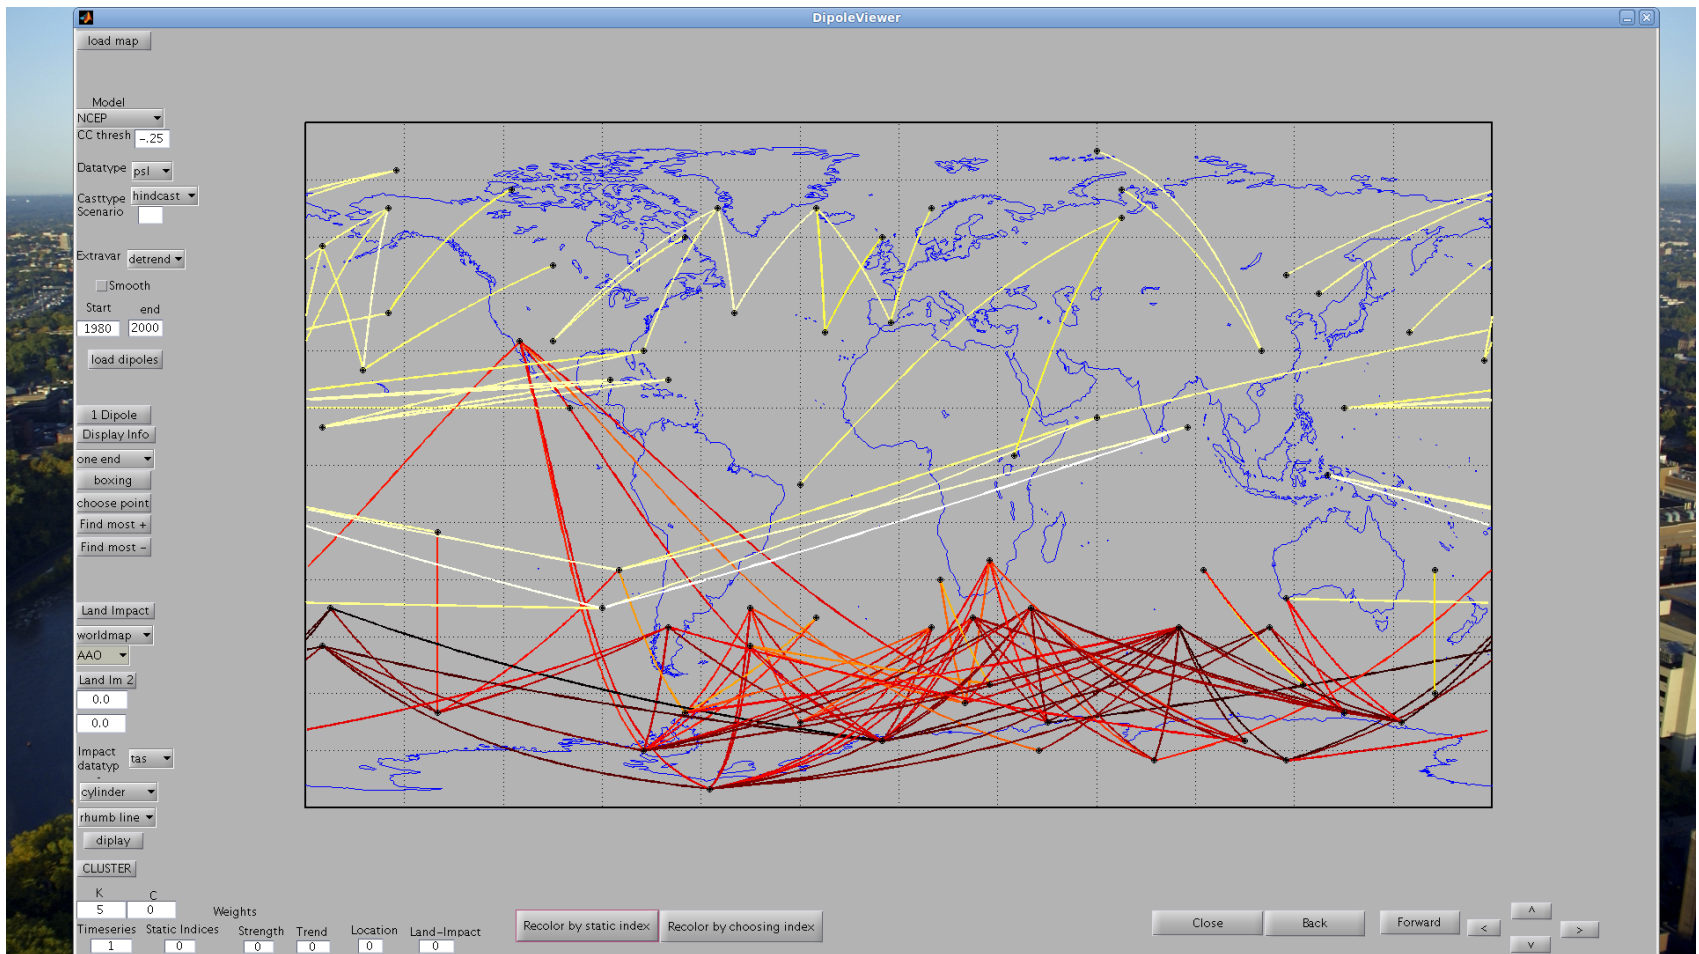 DipoleViewer
load map
Model
NCEP
CC thresh -.25
Datatype psl
Casttype hindcast
Scenario
Extravar detrend
Smooth
Start end
1980 2000
load dipoles
1 Dipole
Display Info
one end
boxing
choose point
Find most +
Find most -
Land Impact
worldmap
AAO
Land Im 2
0.0
0.0
Impact
datatyp tas
cylinder
rhumb line
diplay
CLUSTER
K C
5 0 Weights
Timeseries Static Indices Strength Trend Location Land-Impact
1 0 0 0 0 0
Recolor by static index Recolor by choosing index
Close Back Forward < ^ v >